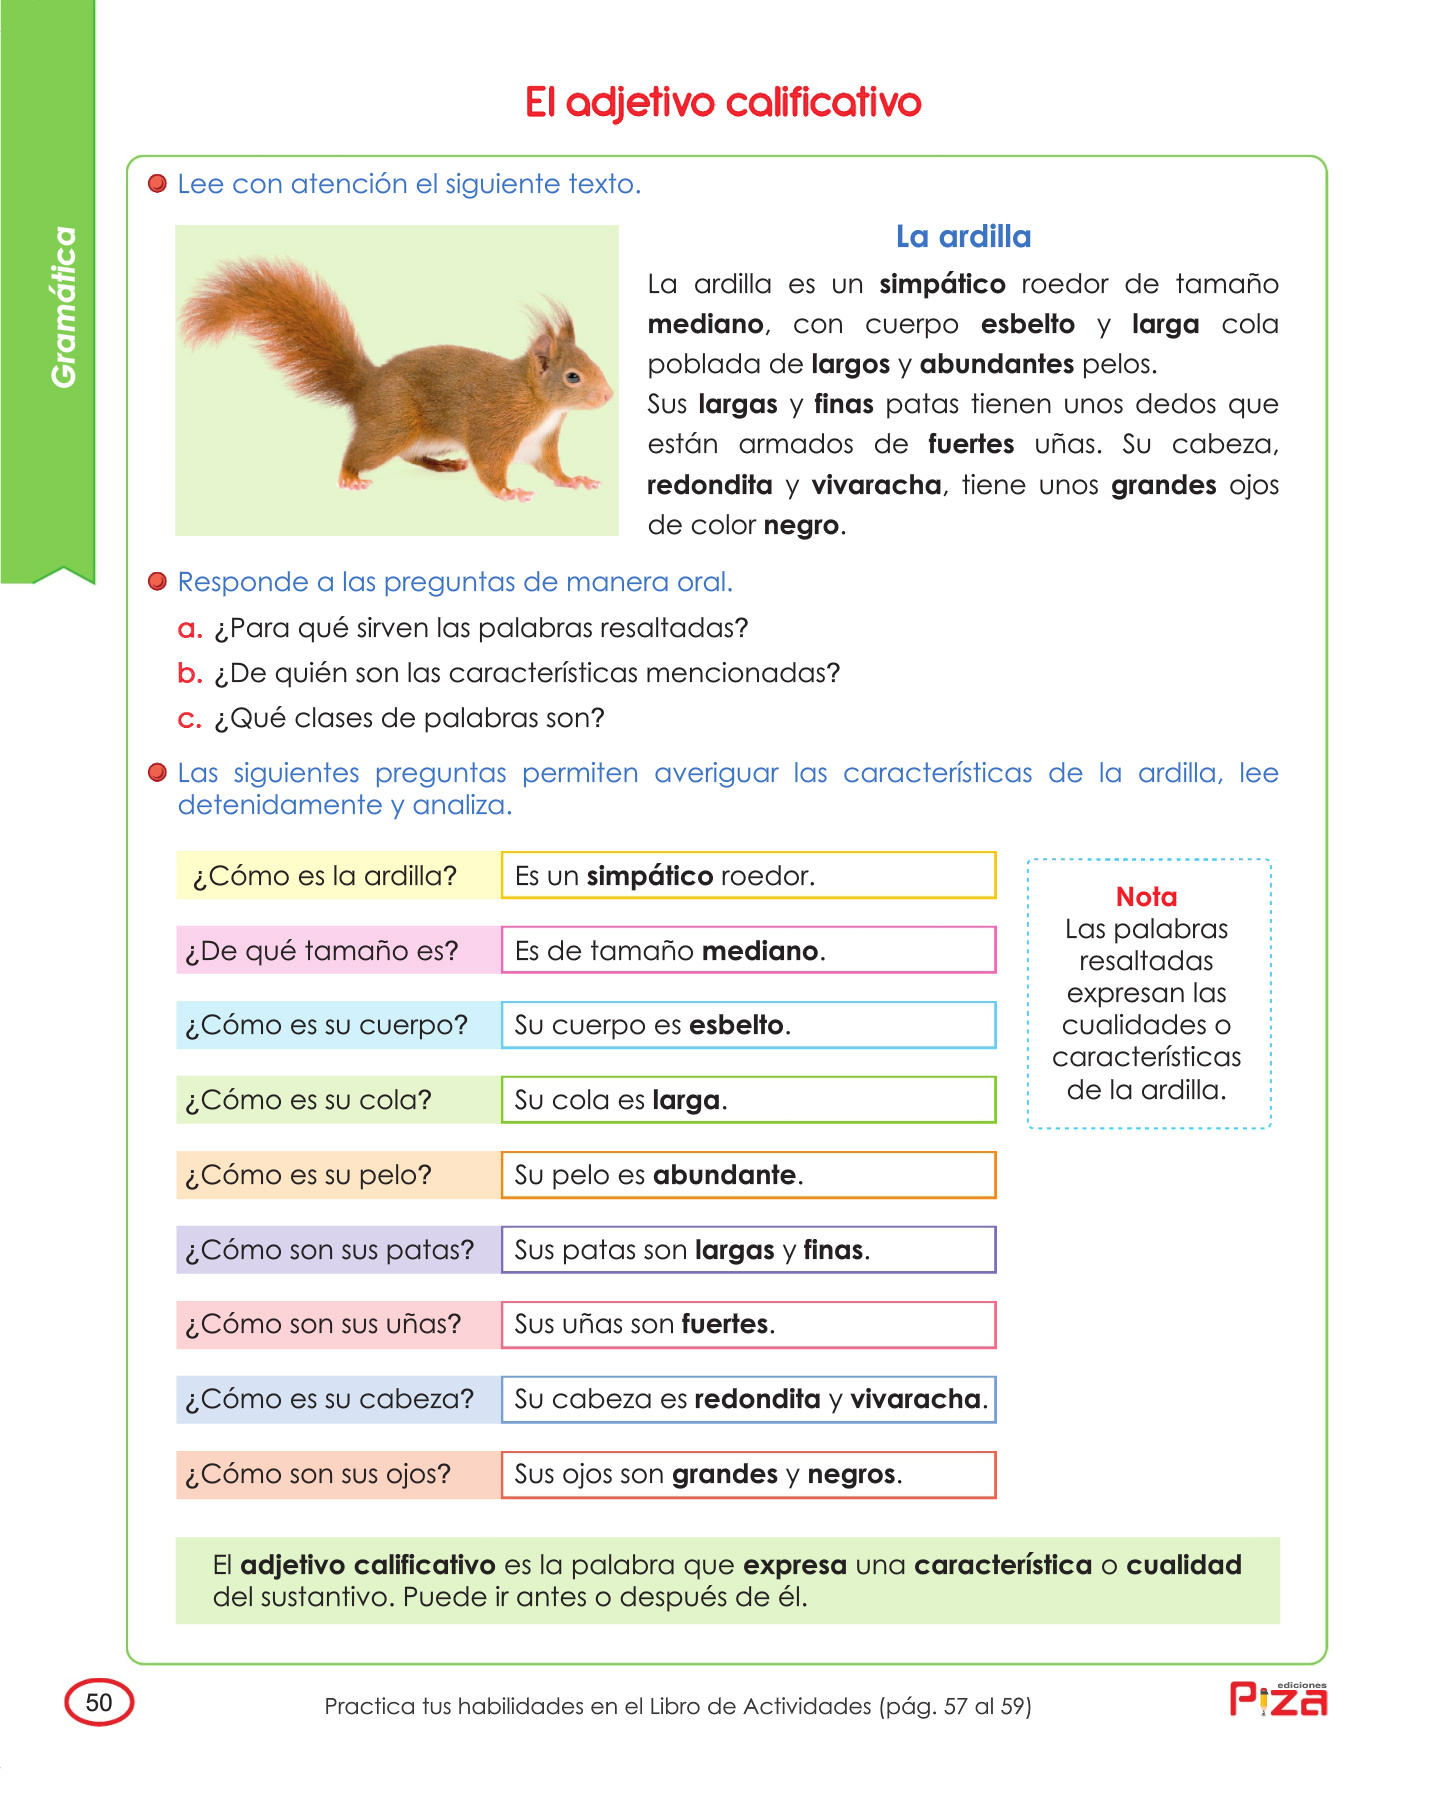 Gramática
El adjetivo calificativo
Lee con atención el siguiente texto.
La ardilla
La ardilla es un simpático roedor de tamaño
mediano, con cuerpo esbelto y larga cola
poblada de largos y abundantes pelos.
Sus largas y finas patas tienen unos dedos que
están armados de fuertes uñas. Su cabeza,
redondita y vivaracha, tiene unos grandes ojos
de color negro.
Responde a las preguntas de manera oral.
a. ¿Para qué sirven las palabras resaltadas?
b. ¿De quién son las características mencionadas?
c. ¿Qué clases de palabras son?
Las siguientes preguntas permiten averiguar las características de la ardilla, lee
detenidamente y analiza.
¿Cómo es la ardilla? Es un simpático roedor.
¿De qué tamaño es? Es de tamaño mediano.
¿Cómo es su cuerpo? Su cuerpo es esbelto.
¿Cómo es su cola? Su cola es larga.
¿Cómo es su pelo? Su pelo es abundante.
¿Cómo son sus patas? Sus patas son largas y finas.
¿Cómo son sus uñas? Sus uñas son fuertes.
¿Cómo es su cabeza? Su cabeza es redondita y vivaracha.
¿Cómo son sus ojos? Sus ojos son grandes y negros.
Nota
Las palabras
resaltadas
expresan las
cualidades o
características
de la ardilla.
El adjetivo calificativo es la palabra que expresa una característica o cualidad
del sustantivo. Puede ir antes o después de él.
50
Practica tus habilidades en el Libro de Actividades (pág. 57 al 59)
ediciones
Piza